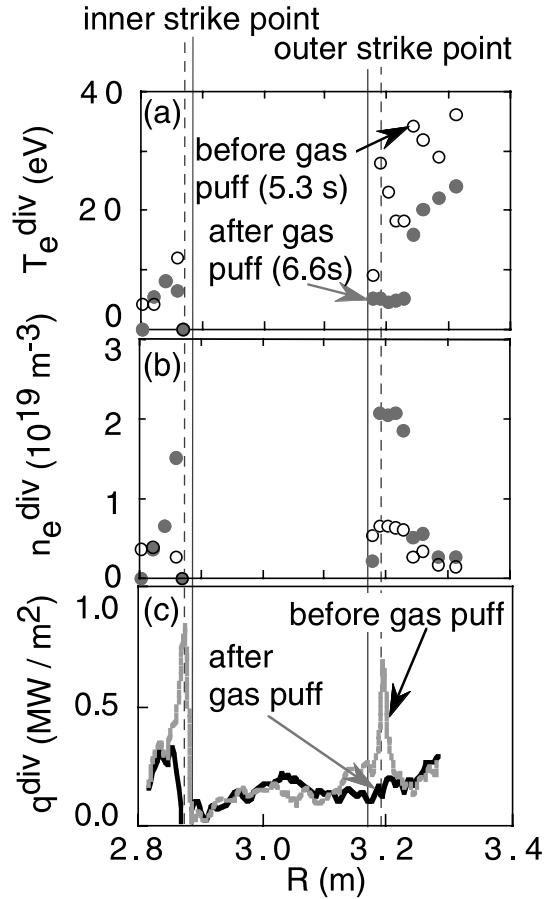 inner strike point
outer strike point
40
(a)
before gas
puff (5.3 s)
20
after gas
puff (6.6s)
0
T_e^div (eV)
3
(b)
2
1
0
n_e^div (10^19 m^-3)
1.0
(c)
before gas puff
after
gas puff
0.5
0.0
q^div (MW / m^2)
2.8 3.0 3.2 3.4
R (m)